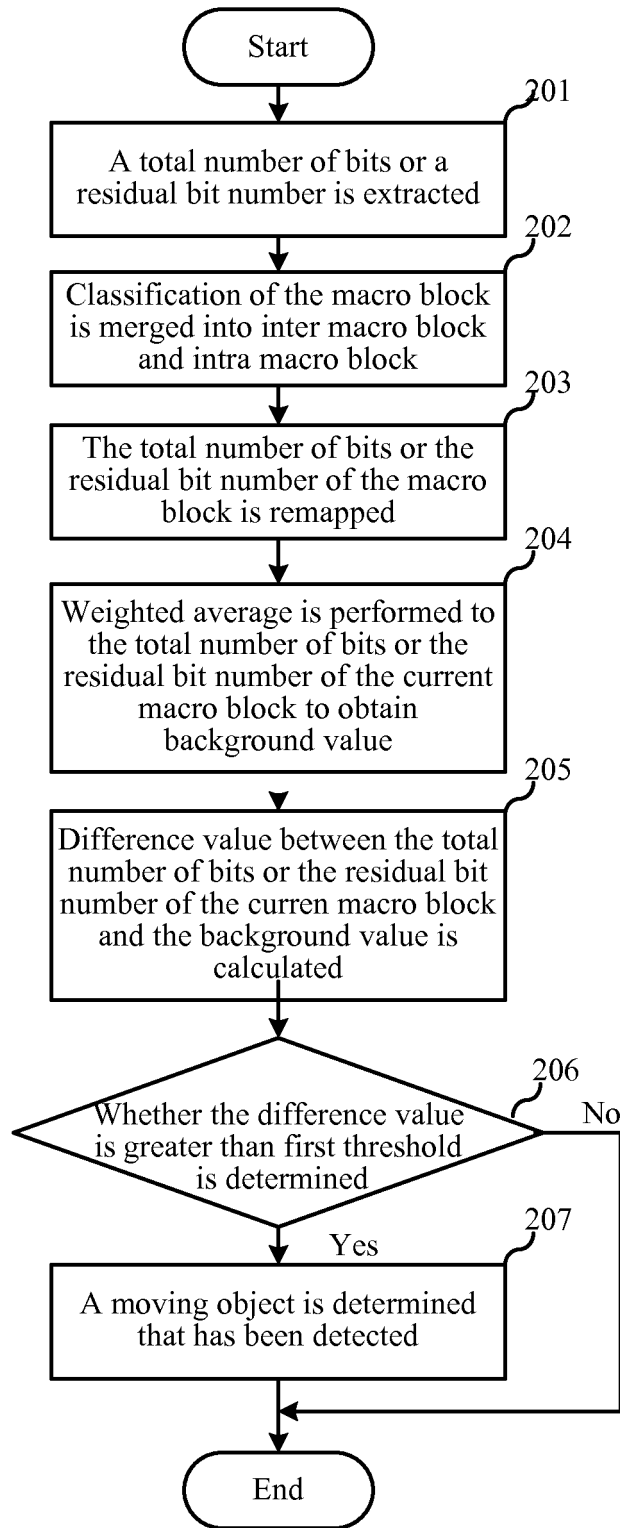 Start
201
A total number of bits or a
residual bit number is extracted
202
Classification of the macro block
is merged into inter macro block
and intra macro block
203
The total number of bits or the
residual bit number of the macro
block is remapped
204
Weighted average is performed to
the total number of bits or the
residual bit number of the current
macro block to obtain
background value
205
Difference value between the total
number of bits or the residual bit
number of the curren macro block
and the background value is
calculated
206
Whether the difference value
is greater than first threshold
is determined
No
Yes
207
A moving object is determined
that has been detected
End